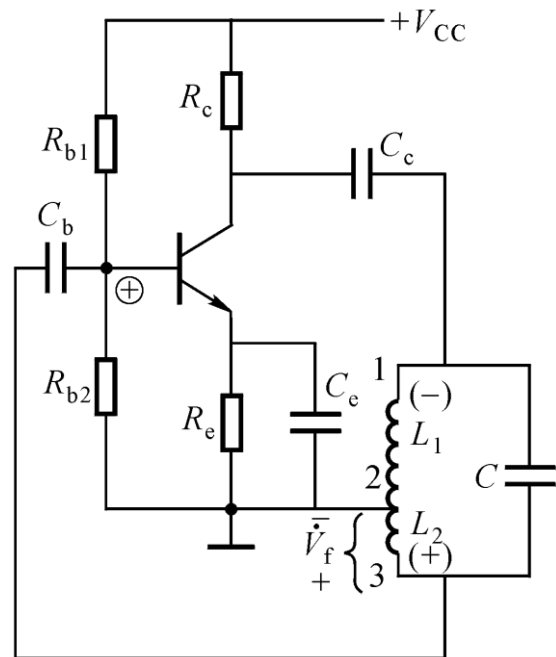 +V_CC
R_c
R_b1
C_c
C_b
⊕
R_b2
R_e
C_e
1
(−)
L_1
2
C
L_2
(+)
−
V̇_f
+
3